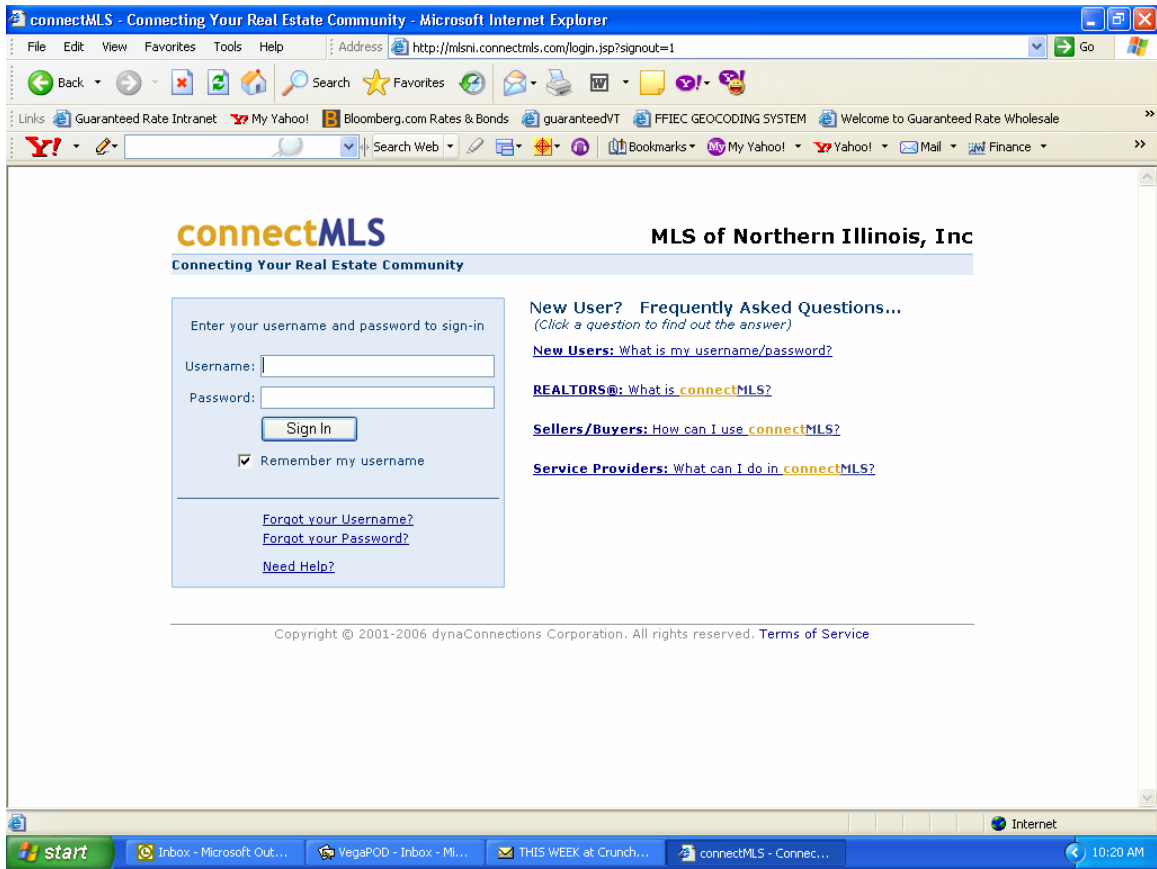 connectMLS - Connecting Your Real Estate Community - Microsoft Internet Explorer
File Edit View Favorites Tools Help Address http://mlsni.connectmls.com/login.jsp?signout=1 Go
Back Search Favorites
Links Guaranteed Rate Intranet My Yahoo! Bloomberg.com Rates & Bonds guaranteedVT FFIEC GEOCODING SYSTEM Welcome to Guaranteed Rate Wholesale »
Y! Search Web Bookmarks My Yahoo! Yahoo! Mail Finance »
connectMLS
MLS of Northern Illinois, Inc
Connecting Your Real Estate Community
Enter your username and password to sign-in
Username:
Password:
Sign In
Remember my username
Forgot your Username?
Forgot your Password?
Need Help?
New User? Frequently Asked Questions...
(Click a question to find out the answer)
New Users: What is my username/password?
REALTORS®: What is connectMLS?
Sellers/Buyers: How can I use connectMLS?
Service Providers: What can I do in connectMLS?
Copyright © 2001-2006 dynaConnections Corporation. All rights reserved. Terms of Service
Internet
start Inbox - Microsoft Out... VegaPOD - Inbox - Mi... THIS WEEK at Crunch... connectMLS - Connec... 10:20 AM